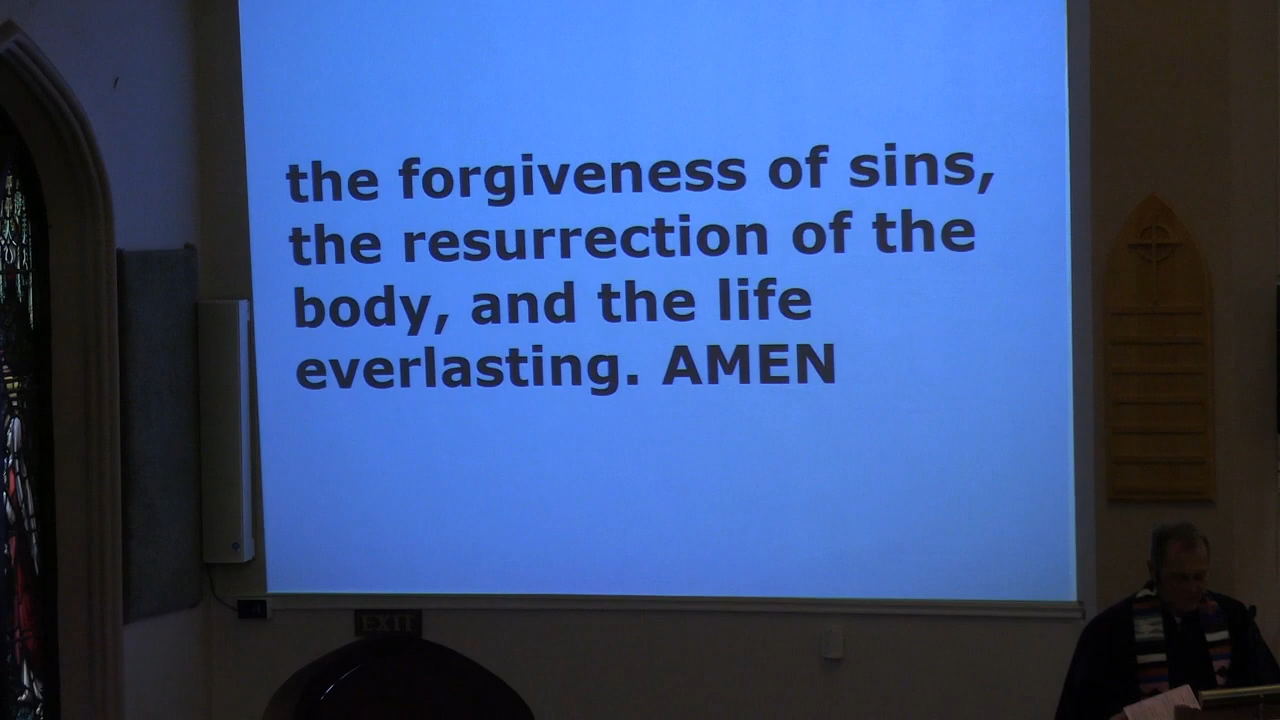 the forgiveness of sins,
the resurrection of the
body, and the life
everlasting. AMEN
EXIT